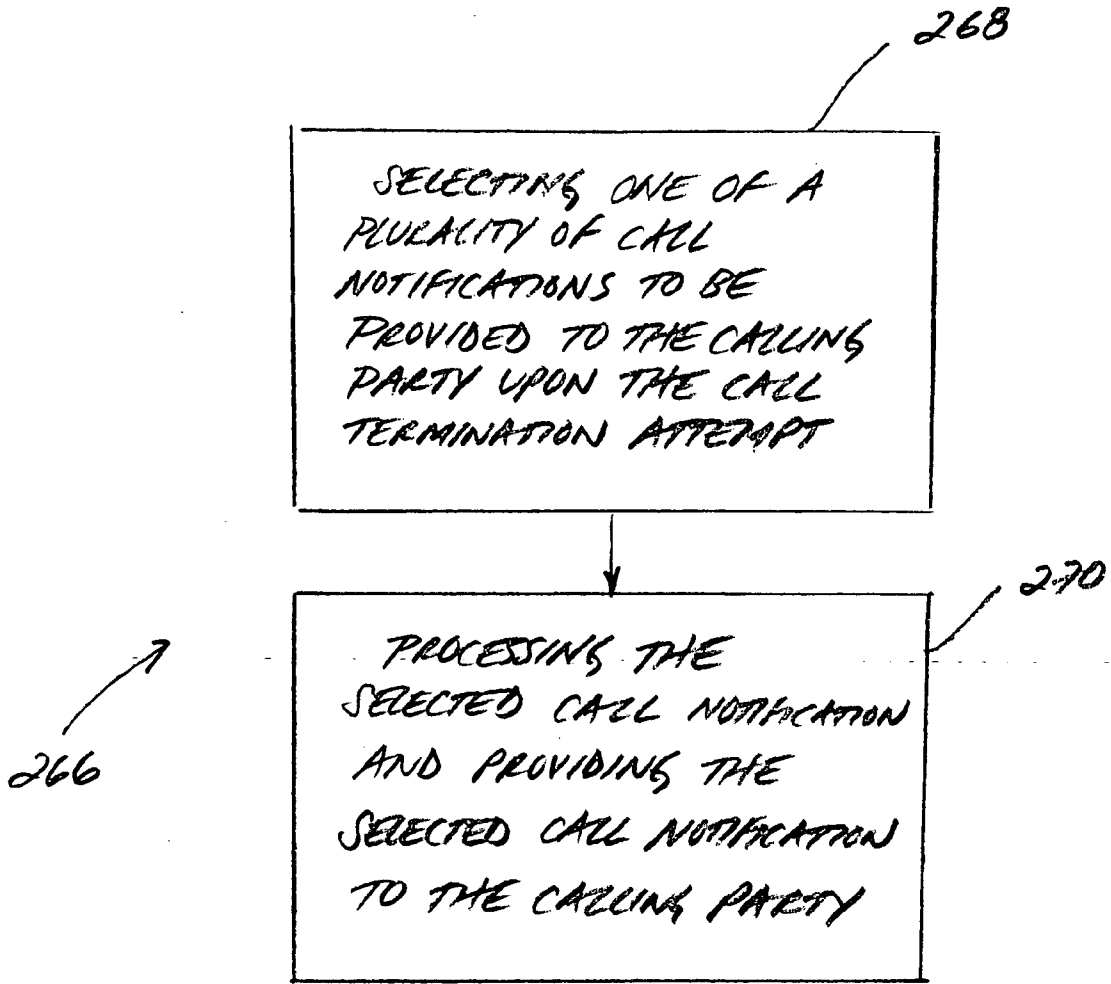 268
SELECTING ONE OF A
PLURALITY OF CALL
NOTIFICATIONS TO BE
PROVIDED TO THE CALLING
PARTY UPON THE CALL
TERMINATION ATTEMPT
270
PROCESSING THE
SELECTED CALL NOTIFICATION
AND PROVIDING THE
SELECTED CALL NOTIFICATION
TO THE CALLING PARTY
266